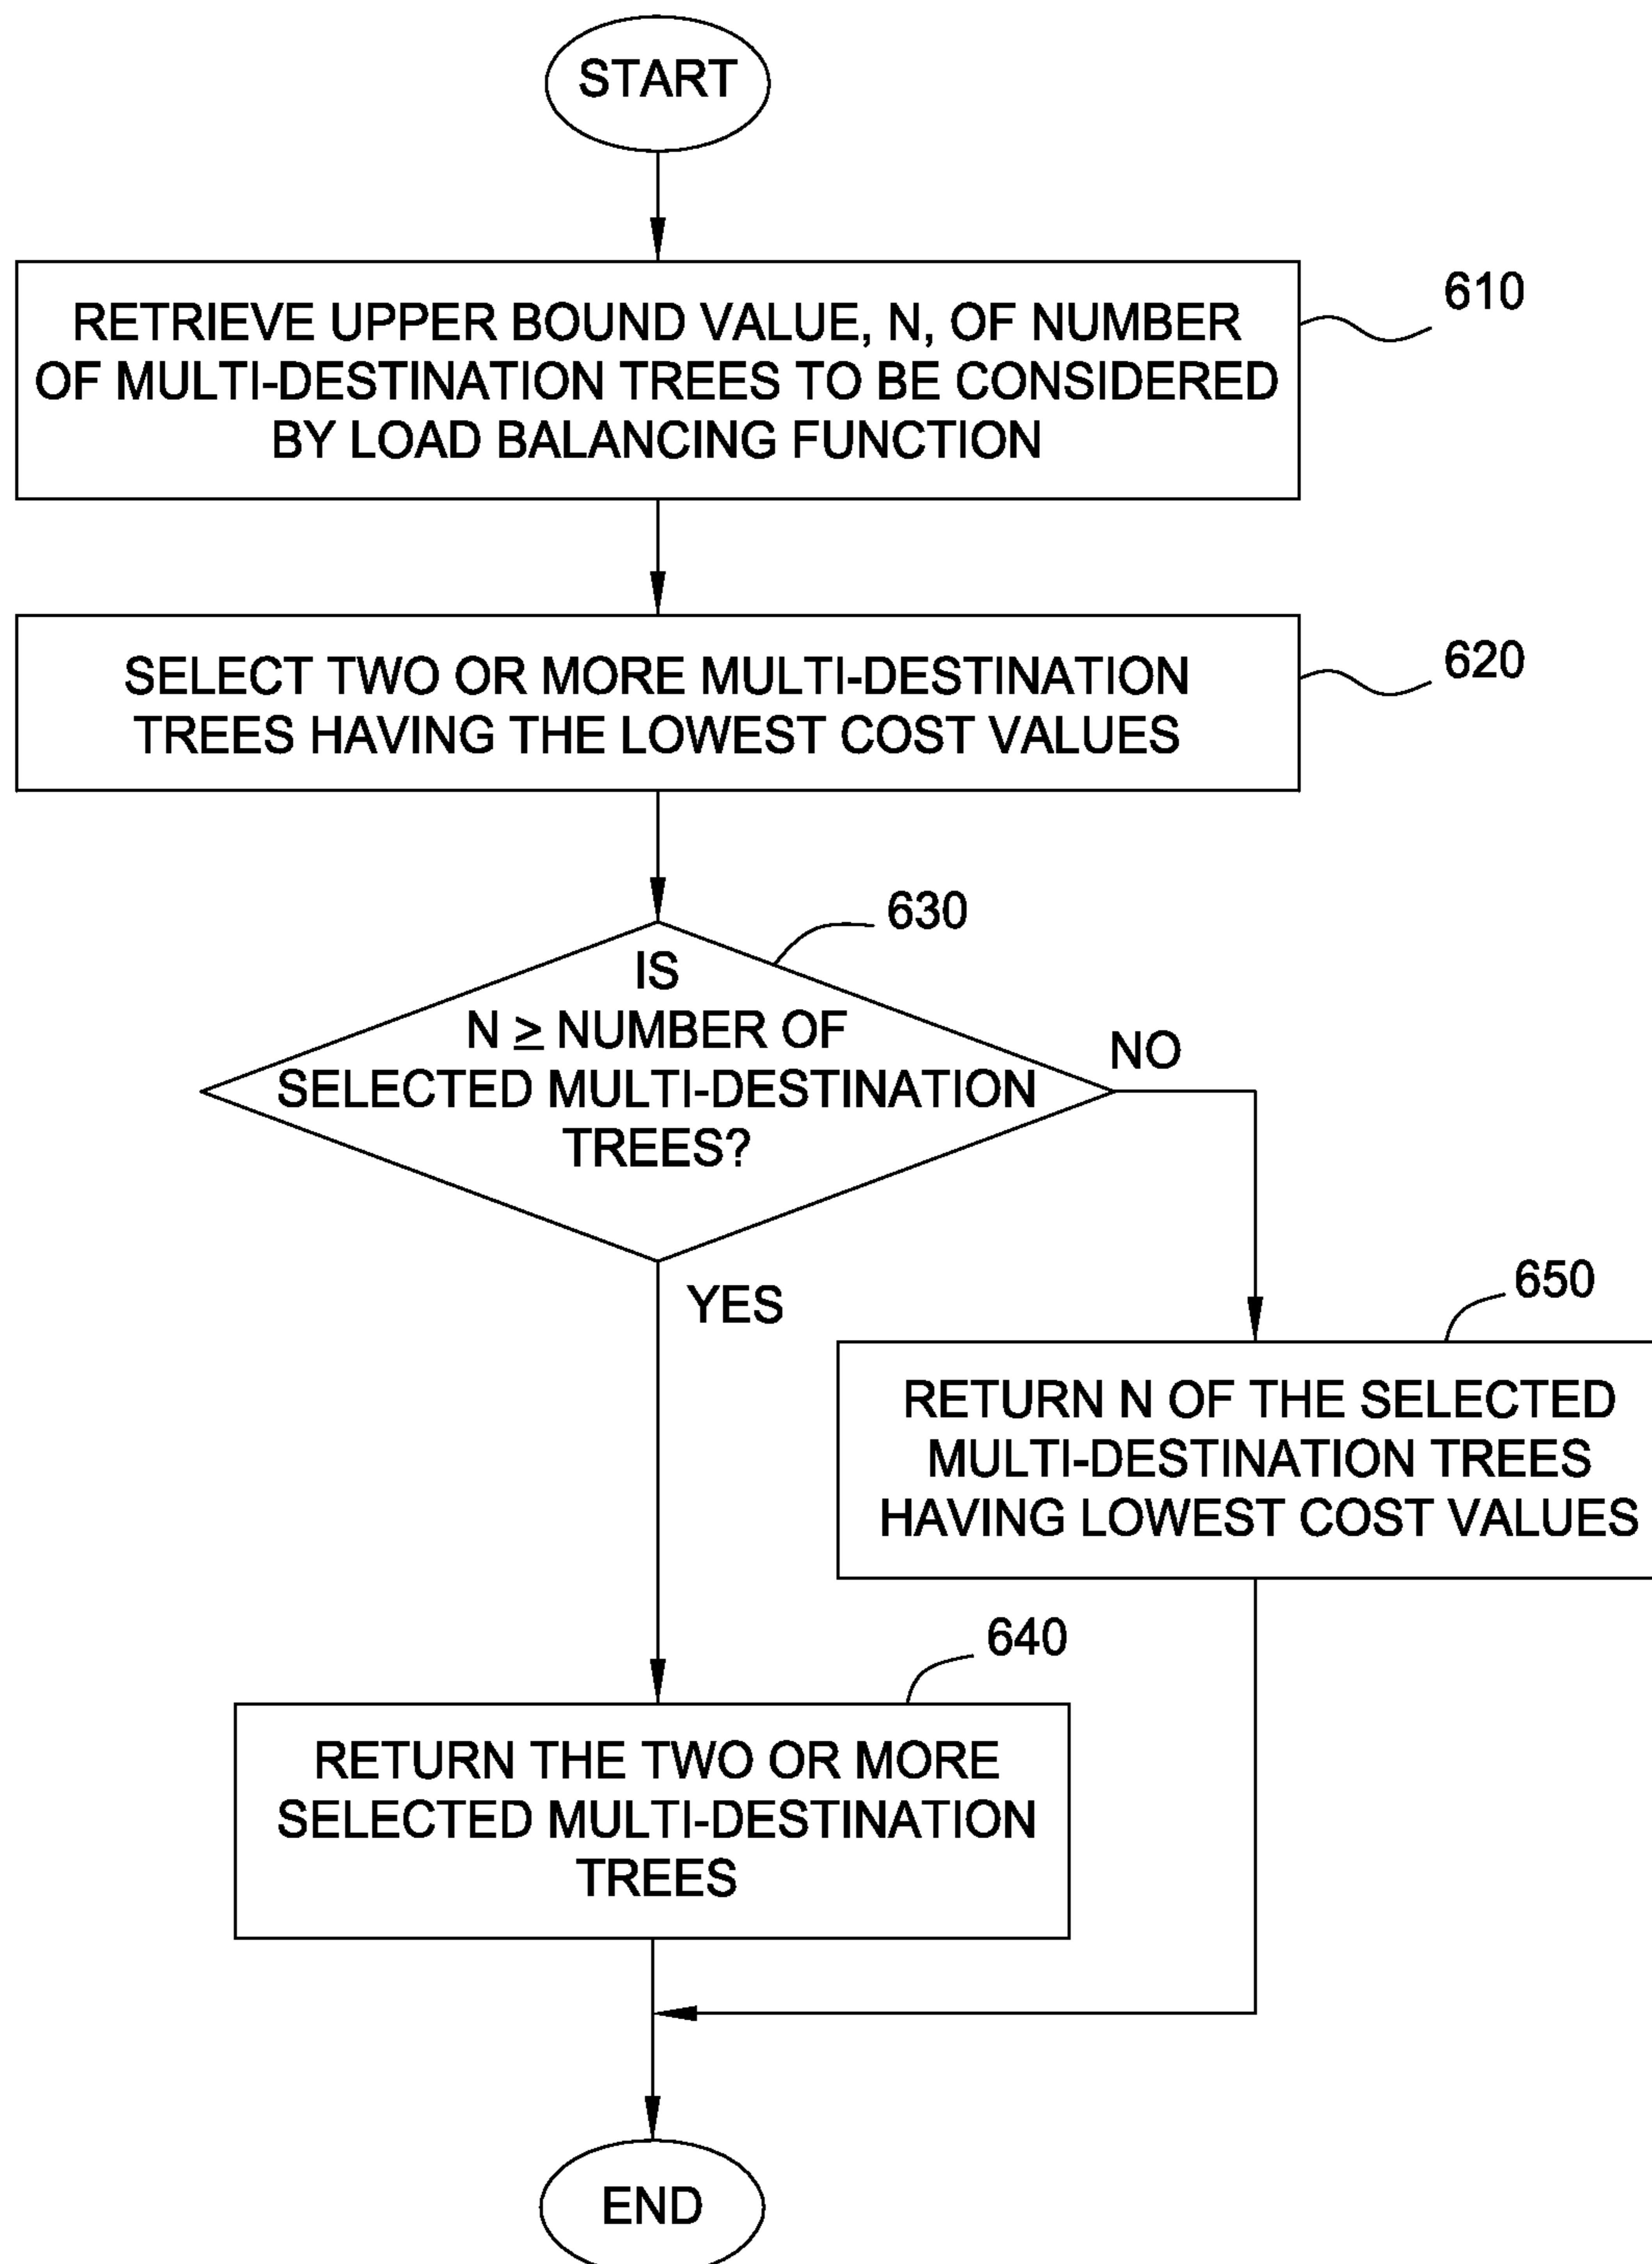 START
RETRIEVE UPPER BOUND VALUE, N, OF NUMBER
OF MULTI-DESTINATION TREES TO BE CONSIDERED
BY LOAD BALANCING FUNCTION
610
SELECT TWO OR MORE MULTI-DESTINATION
TREES HAVING THE LOWEST COST VALUES
620
630
IS
N ≥ NUMBER OF
SELECTED MULTI-DESTINATION
TREES?
NO
YES
650
RETURN N OF THE SELECTED
MULTI-DESTINATION TREES
HAVING LOWEST COST VALUES
640
RETURN THE TWO OR MORE
SELECTED MULTI-DESTINATION
TREES
END